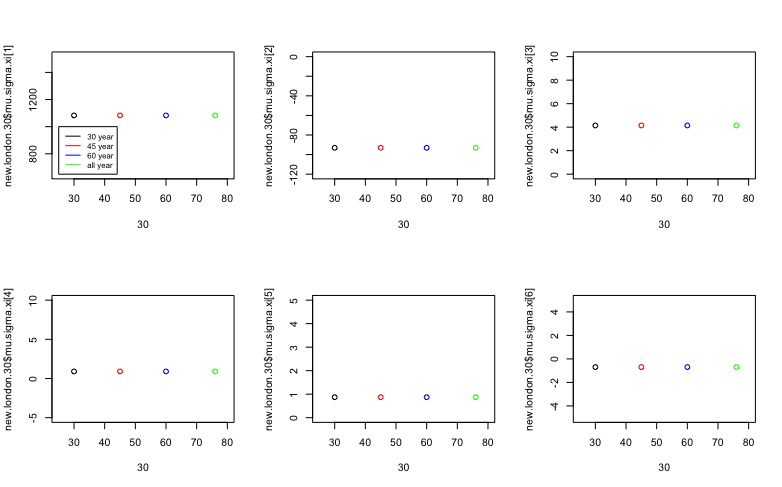 new.london.30$mu.sigma.xi[1]
800
1200
30 year
45 year
60 year
all year
30 40 50 60 70 80
30
new.london.30$mu.sigma.xi[2]
-120
-80
-40
0
30 40 50 60 70 80
30
new.london.30$mu.sigma.xi[3]
0
2
4
6
8
10
30 40 50 60 70 80
30
new.london.30$mu.sigma.xi[4]
-5
0
5
10
30 40 50 60 70 80
30
new.london.30$mu.sigma.xi[5]
0
1
2
3
4
5
30 40 50 60 70 80
30
new.london.30$mu.sigma.xi[6]
-4
-2
0
2
4
30 40 50 60 70 80
30